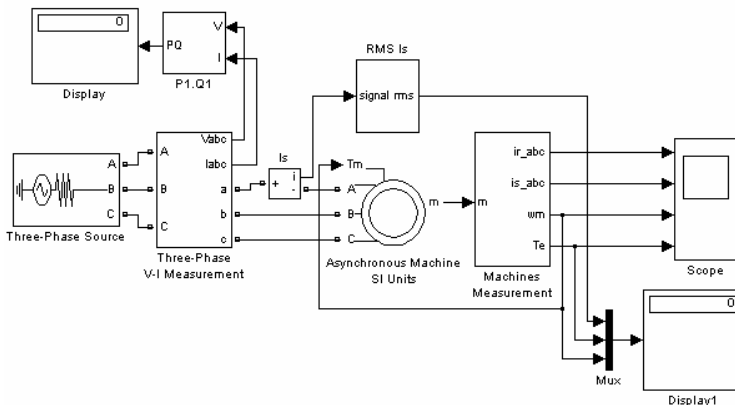 0
Display
PQ
V
I
P1.Q1
RMS Is
signal rms
A
B
C
Three-Phase Source
A
B
C
Vabc
Iabc
a
b
c
Three-Phase
V-I Measurement
Is
+
i
-
Tm
A
B
C
m
Asynchronous Machine
SI Units
m
ir_abc
is_abc
wm
Te
Machines
Measurement
Scope
Mux
0
Display1